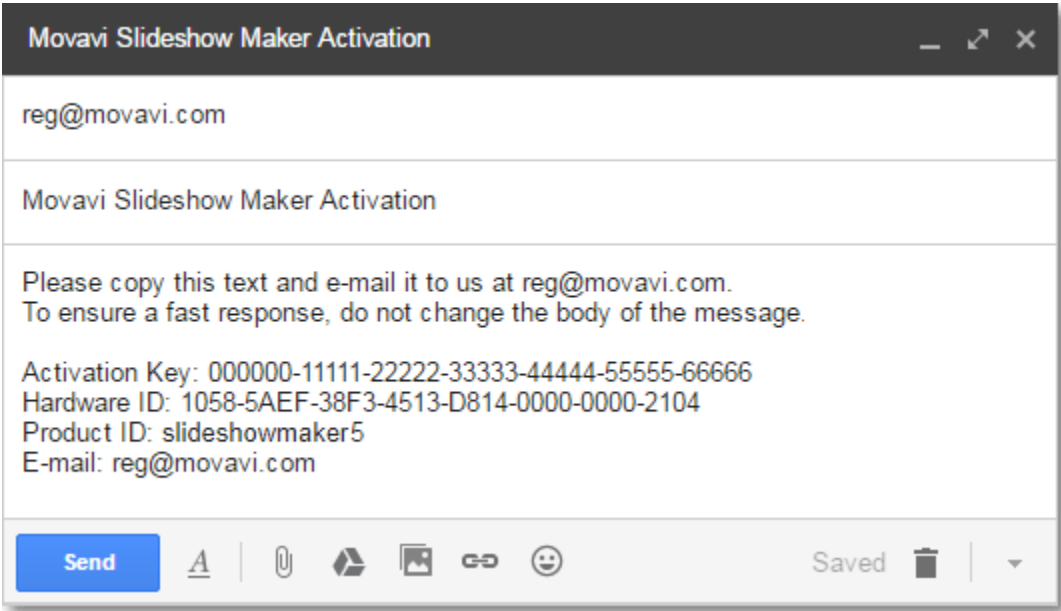 Movavi Slideshow Maker Activation
reg@movavi.com
Movavi Slideshow Maker Activation
Please copy this text and e-mail it to us at reg@movavi.com.
To ensure a fast response, do not change the body of the message.
Activation Key: 000000-11111-22222-33333-44444-55555-66666
Hardware ID: 1058-5AEF-38F3-4513-D814-0000-0000-2104
Product ID: slideshowmaker5
E-mail: reg@movavi.com
Send A Saved